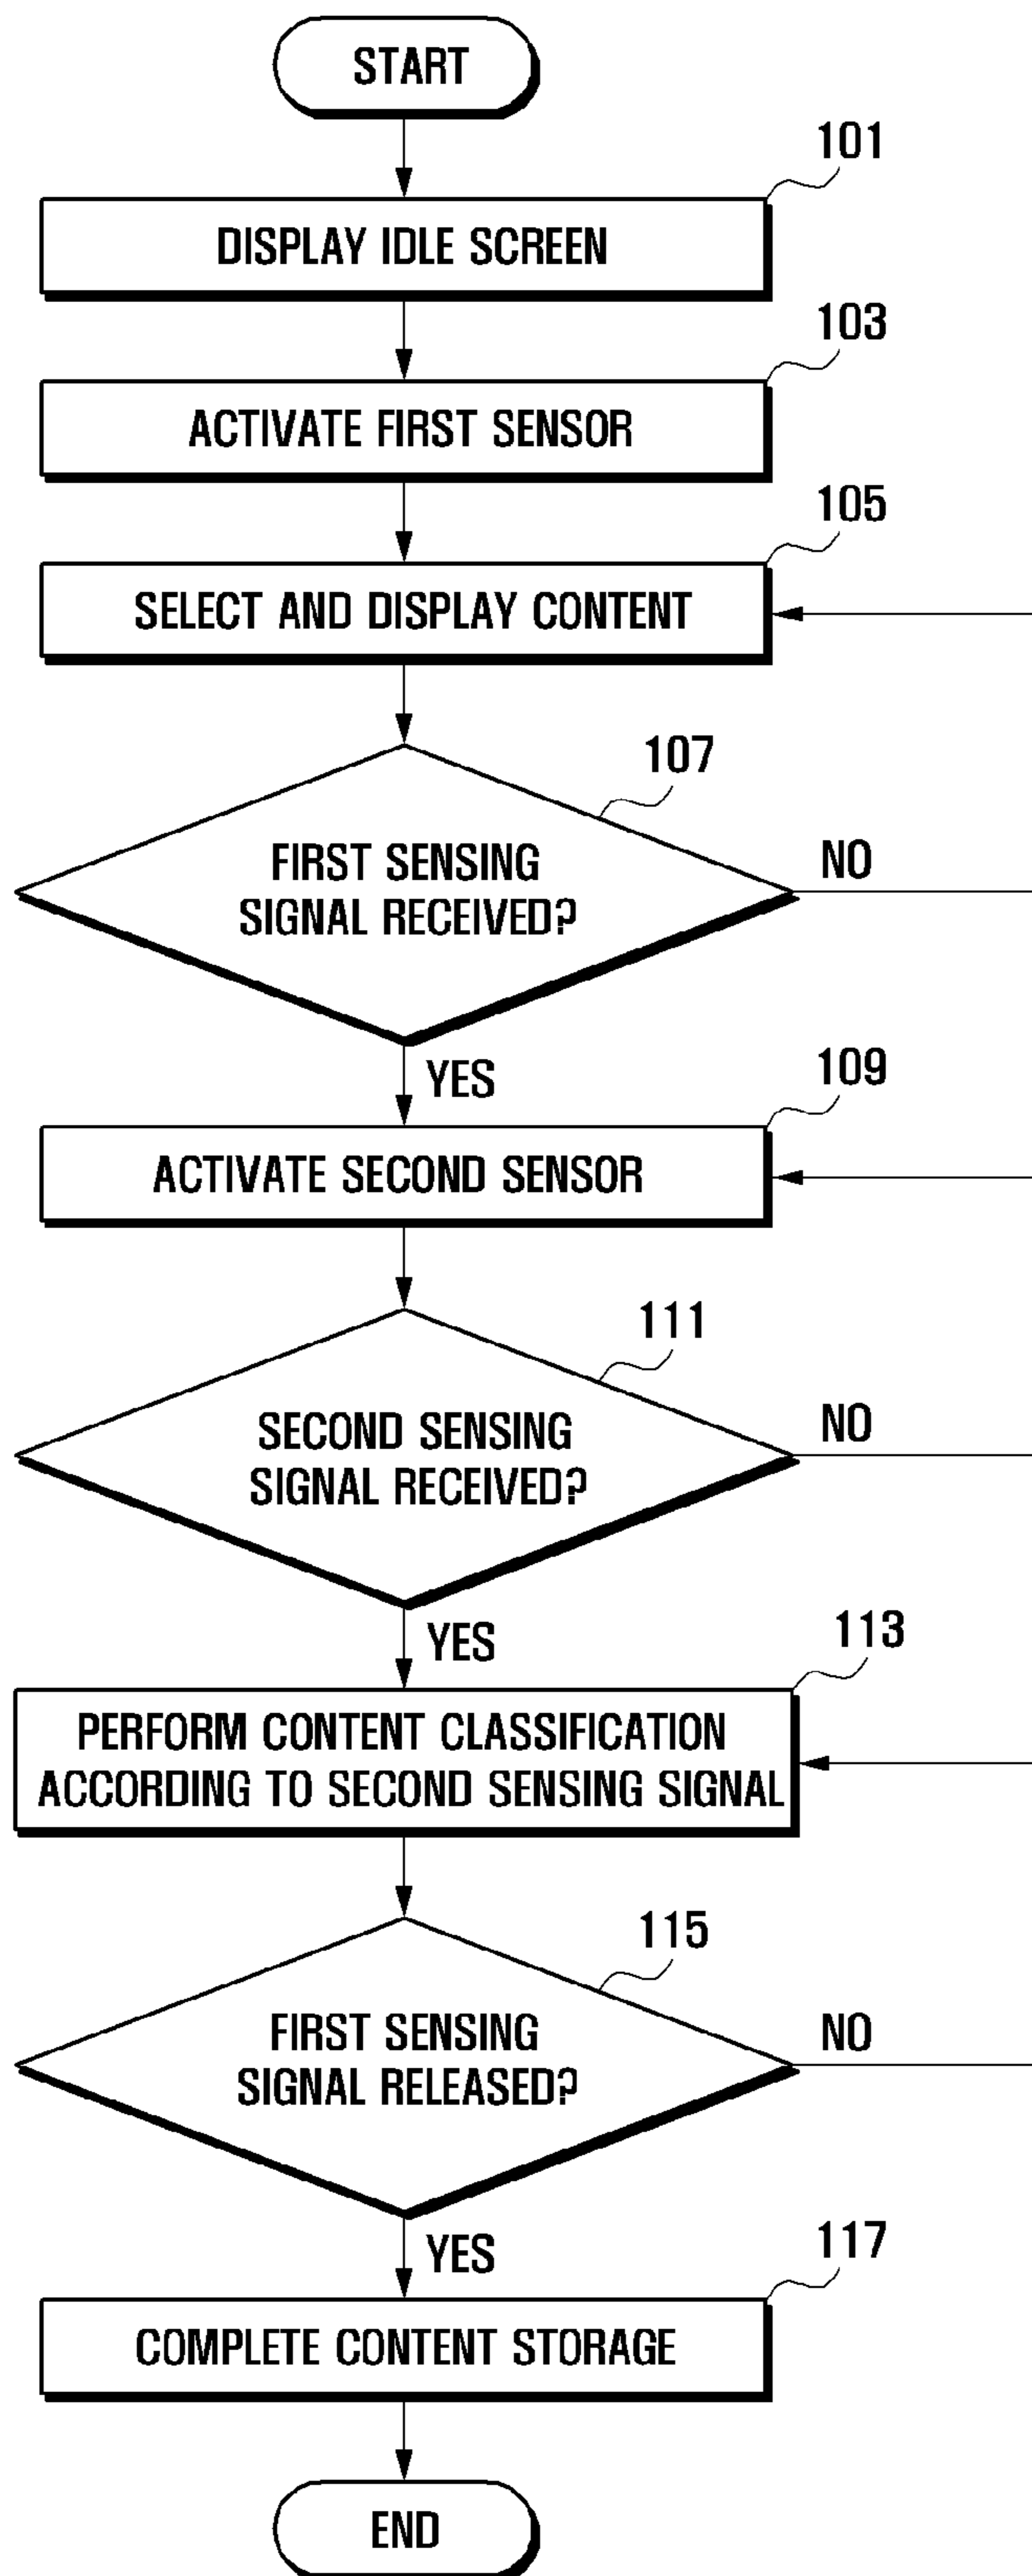 START
101
DISPLAY IDLE SCREEN
103
ACTIVATE FIRST SENSOR
105
SELECT AND DISPLAY CONTENT
107
FIRST SENSING
SIGNAL RECEIVED?
NO
YES
109
ACTIVATE SECOND SENSOR
111
SECOND SENSING
SIGNAL RECEIVED?
NO
YES
113
PERFORM CONTENT CLASSIFICATION
ACCORDING TO SECOND SENSING SIGNAL
115
FIRST SENSING
SIGNAL RELEASED?
NO
YES
117
COMPLETE CONTENT STORAGE
END